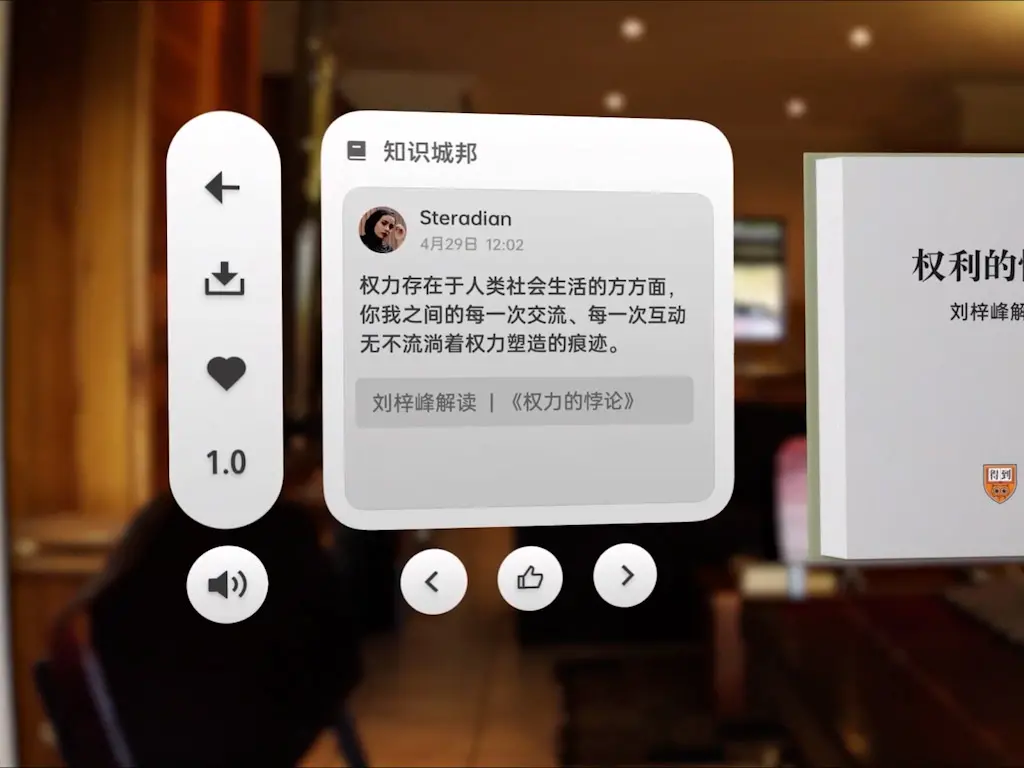 知识城邦
Steradian
4月29日 12:02
权力存在于人类社会生活的方方面，
你我之间的每一次交流、每一次互动
无不流淌着权力塑造的痕迹。
刘梓峰解读 | 《权力的悖论》
1.0
权利的
刘梓峰解
得到